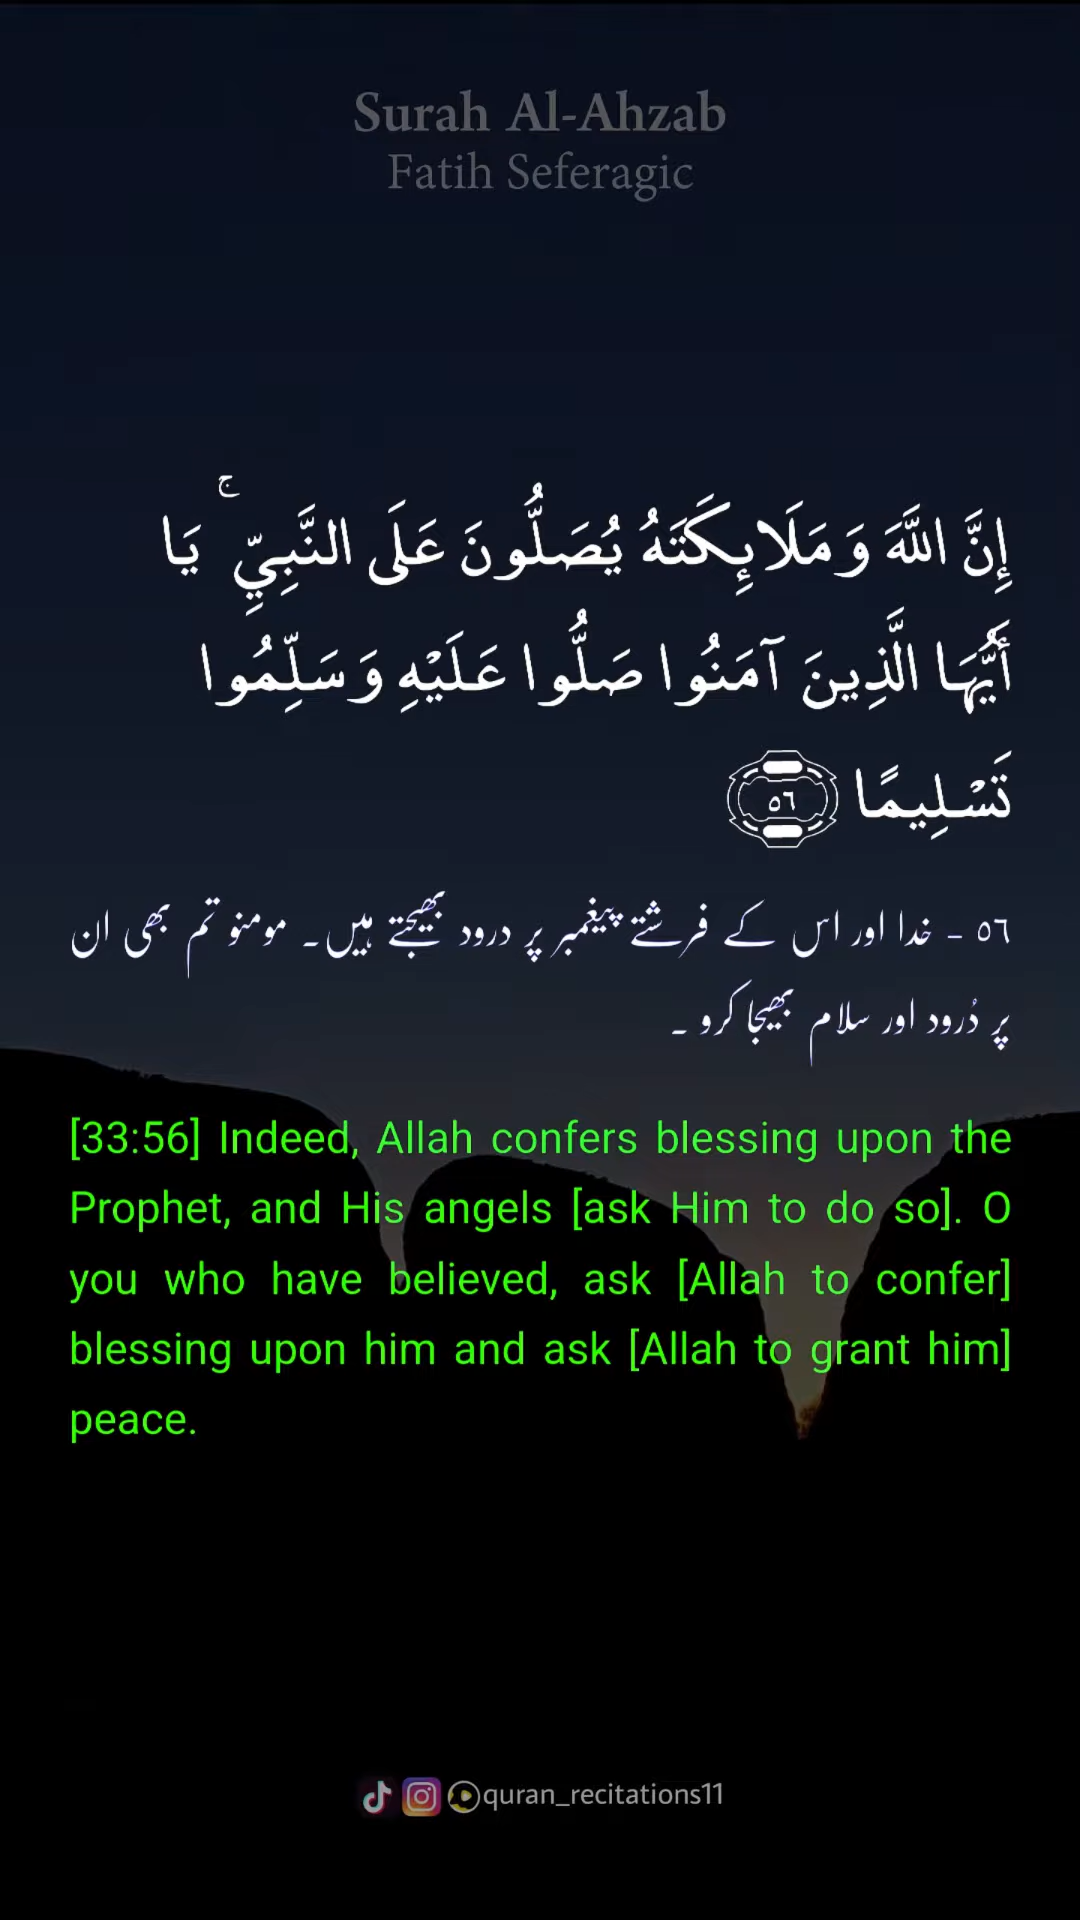 Surah Al-Ahzab
Fatih Seferagic
إِنَّ اللَّهَ وَمَلَائِكَتَهُ يُصَلُّونَ عَلَى النَّبِيِّ ۚ يَا
أَيُّهَا الَّذِينَ آمَنُوا صَلُّوا عَلَيْهِ وَسَلِّمُوا
تَسْلِيمًا ٥٦
٥٦ - خدا اور اس کے فرشتے پیغمبر پر درود بھیجتے ہیں۔ مومنو تم بھی ان
پر دُرود اور سلام بھیجا کرو ۔
[33:56] Indeed, Allah confers blessing upon the
Prophet, and His angels [ask Him to do so]. O
you who have believed, ask [Allah to confer]
blessing upon him and ask [Allah to grant him]
peace.
quran_recitations11